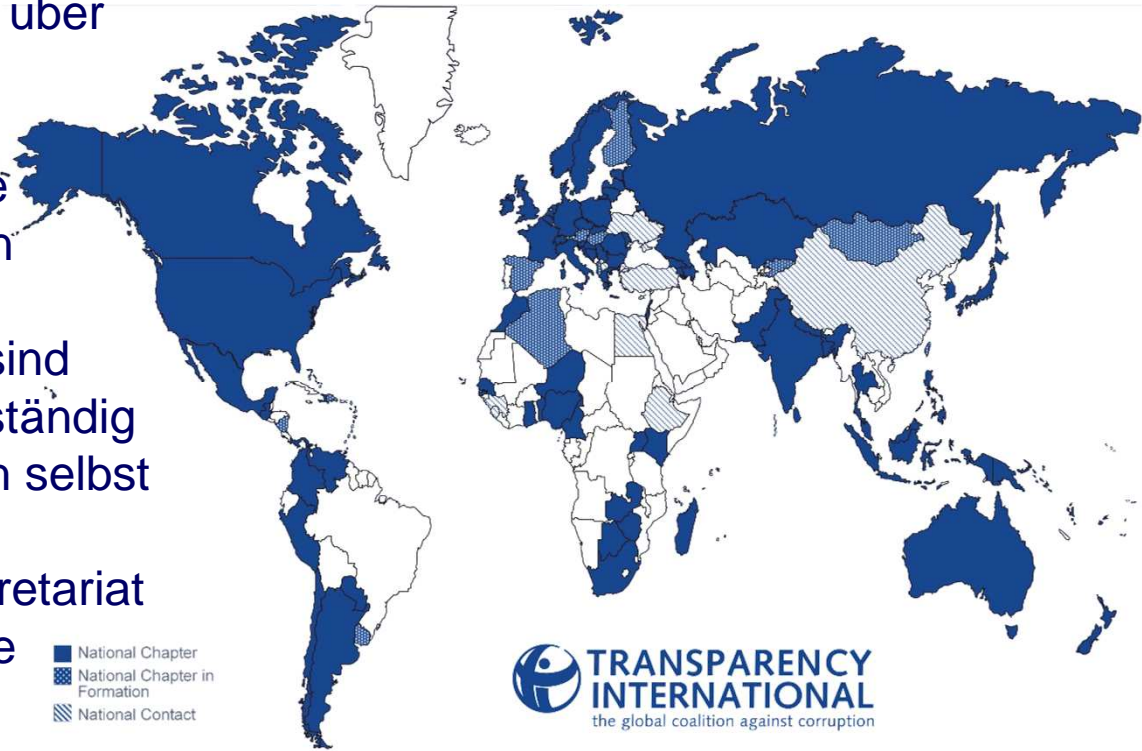 über
e
n
sind
ständig
n selbst
retariat
e
National Chapter
National Chapter in
Formation
National Contact
TRANSPARENCY
INTERNATIONAL
the global coalition against corruption